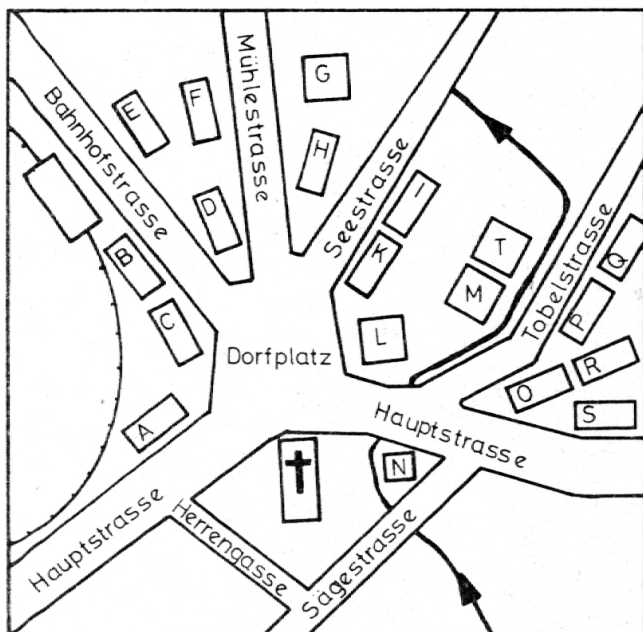 Bahnhofstrasse
Mühlestrasse
Seestrasse
Tobelstrasse
E
F
G
H
D
I
K
T
M
L
B
C
A
Q
P
R
O
S
N
Dorfplatz
Hauptstrasse
Hauptstrasse
Herrengasse
Sägestrasse